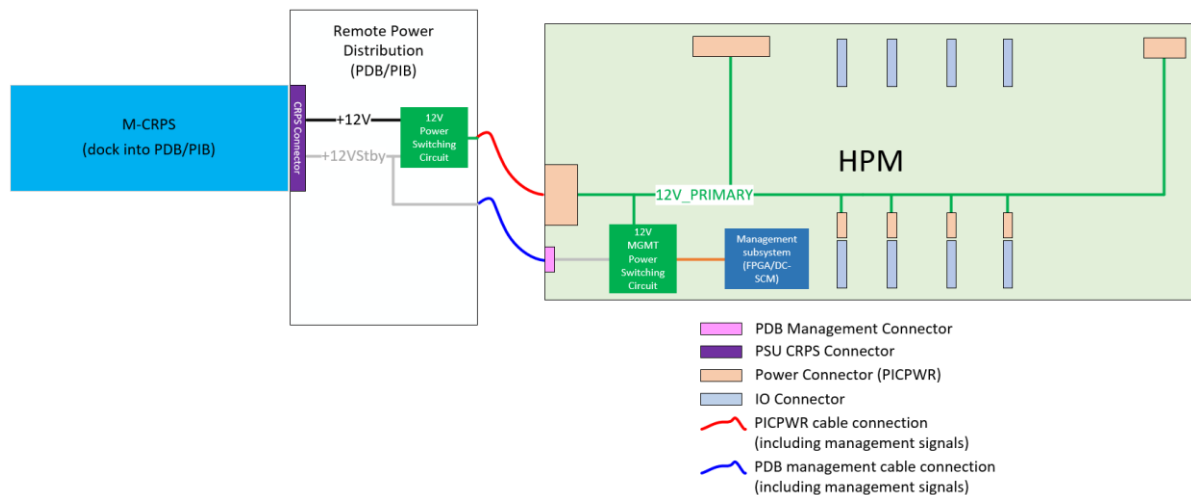 Remote Power
Distribution
(PDB/PIB)
M-CRPS
(dock into PDB/PIB)
CRPS Connector
+12V
+12VStby
12V
Power
Switching
Circuit
HPM
12V_PRIMARY
12V
MGMT
Power
Switching
Circuit
Management
subsystem
(FPGA/DC-
SCM)
PDB Management Connector
PSU CRPS Connector
Power Connector (PICPWR)
IO Connector
PICPWR cable connection
(including management signals)
PDB management cable connection
(including management signals)